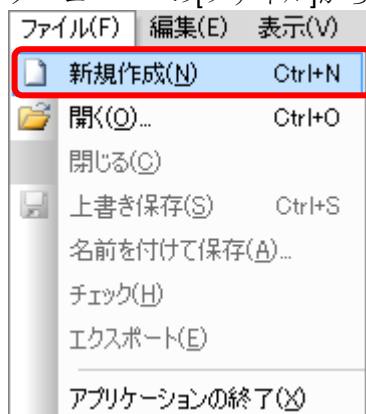 ファイル(F) 編集(E) 表示(V)
新規作成(N) Ctrl+N
開く(O)... Ctrl+O
閉じる(C)
上書き保存(S) Ctrl+S
名前を付けて保存(A)...
チェック(H)
エクスポート(E)
アプリケーションの終了(X)